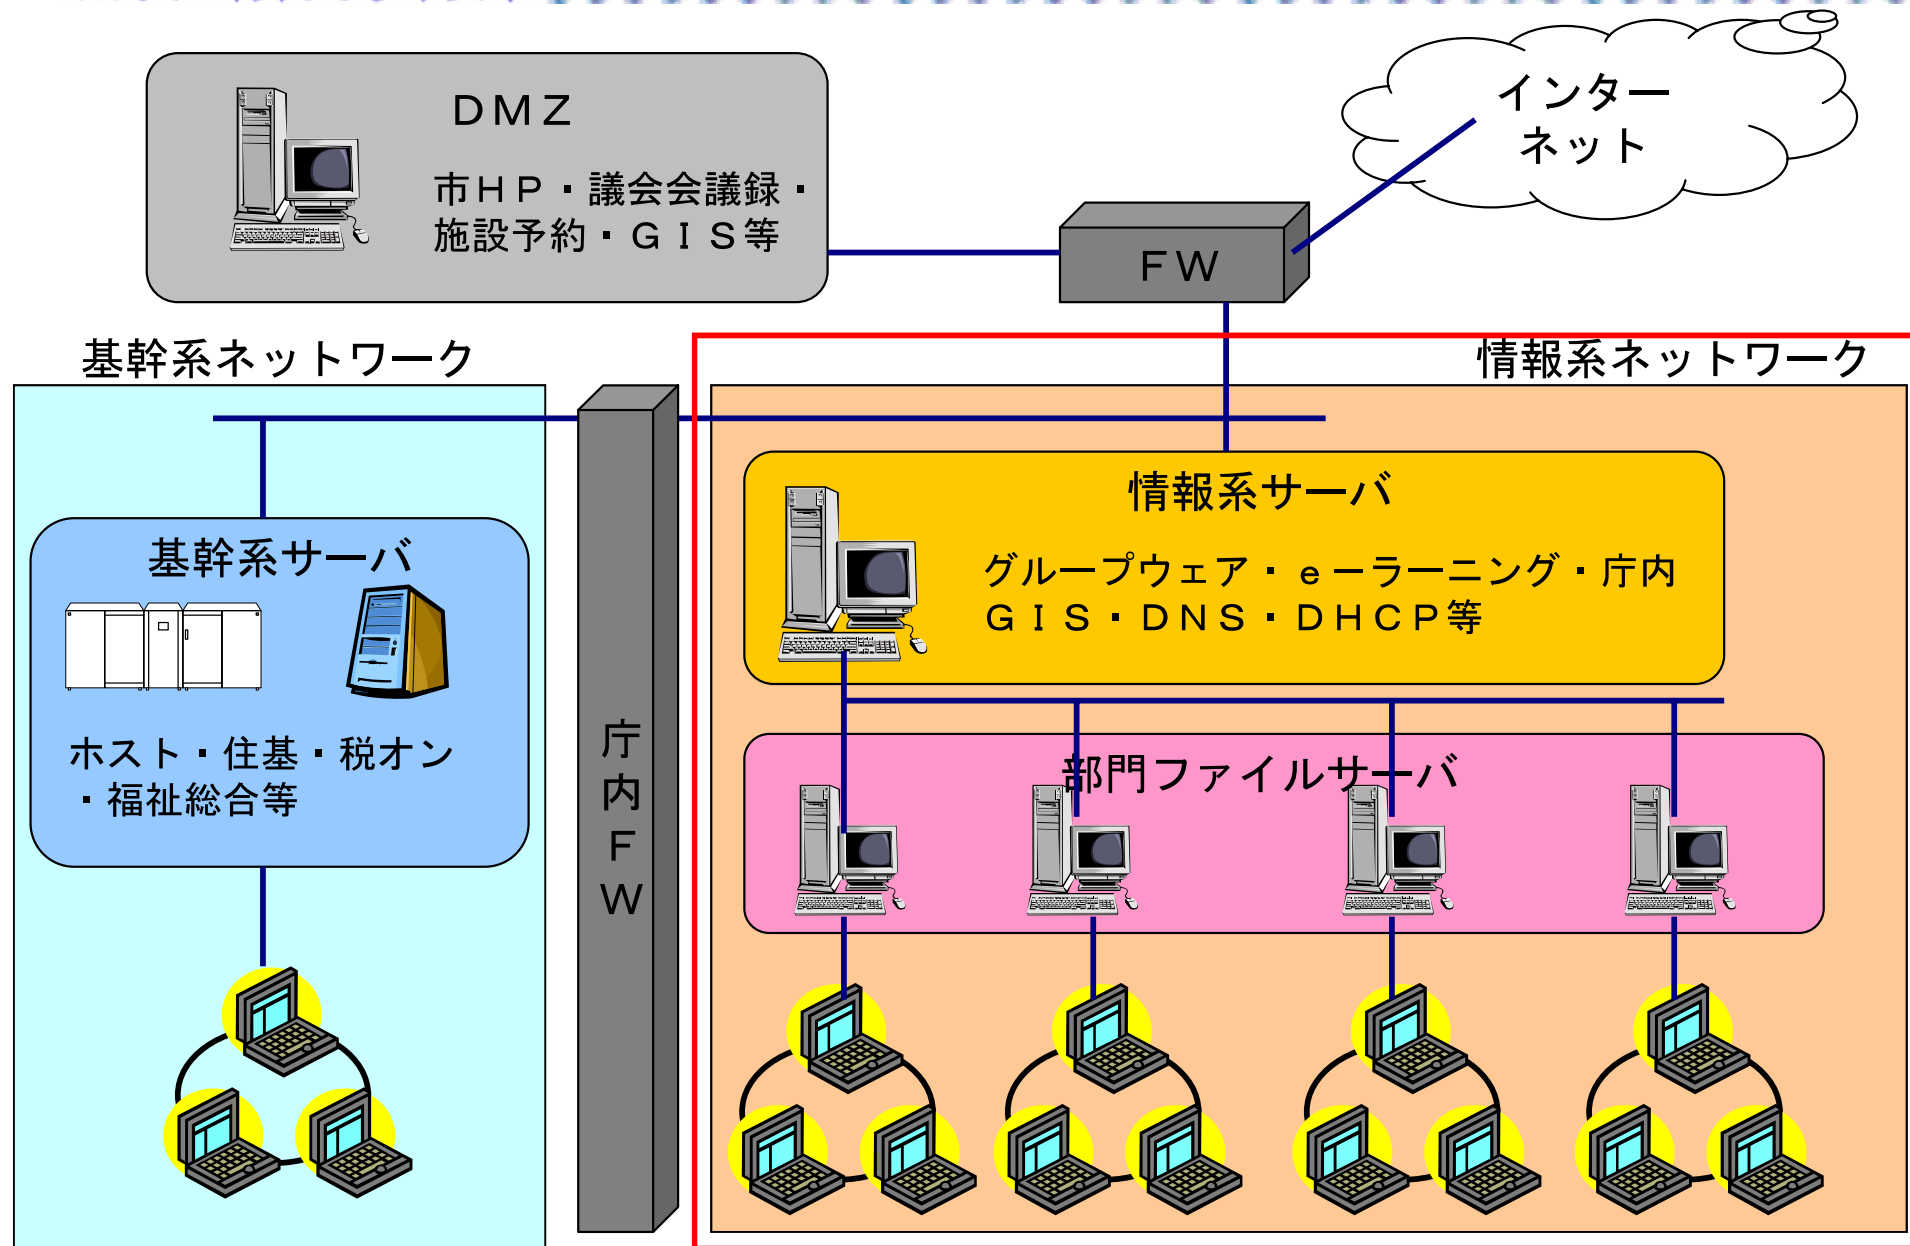 DMZ
市HP・議会会議録・
施設予約・GIS等
インター
ネット
FW
基幹系ネットワーク
情報系ネットワーク
基幹系サーバ
ホスト・住基・税オン
・福祉総合等
庁内FW
情報系サーバ
グループウェア・eーラーニング・庁内
GIS・DNS・DHCP等
部門ファイルサーバ